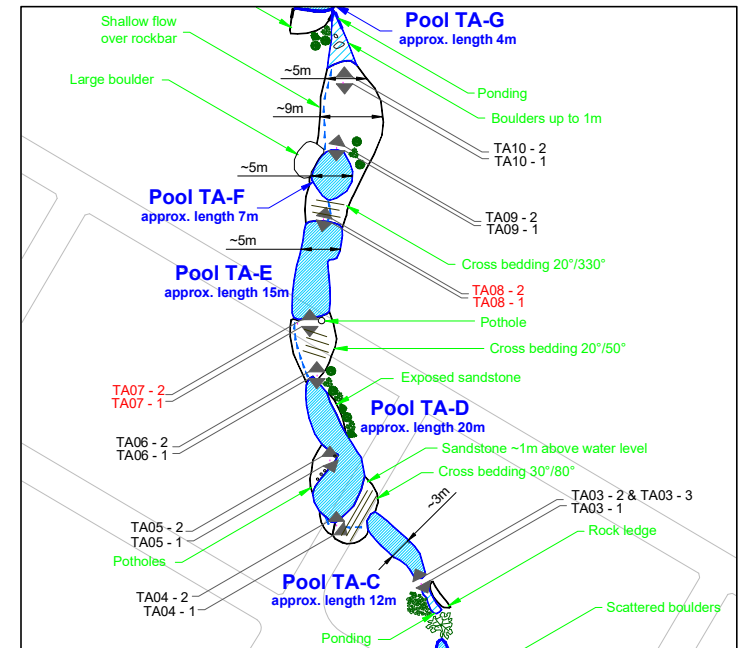 Pool TA-G
approx. length 4m
Shallow flow
over rockbar
Large boulder
~5m
Ponding
Boulders up to 1m
~9m
TA10 - 2
TA10 - 1
~5m
Pool TA-F
approx. length 7m
TA09 - 2
TA09 - 1
~5m
Cross bedding 20°/330°
Pool TA-E
approx. length 15m
TA08 - 2
TA08 - 1
Pothole
Cross bedding 20°/50°
TA07 - 2
TA07 - 1
Exposed sandstone
Pool TA-D
approx. length 20m
TA06 - 2
TA06 - 1
Sandstone ~1m above water level
Cross bedding 30°/80°
~3m
TA03 - 2 & TA03 - 3
TA03 - 1
TA05 - 2
TA05 - 1
Rock ledge
Potholes
Pool TA-C
approx. length 12m
TA04 - 2
TA04 - 1
Scattered boulders
Ponding